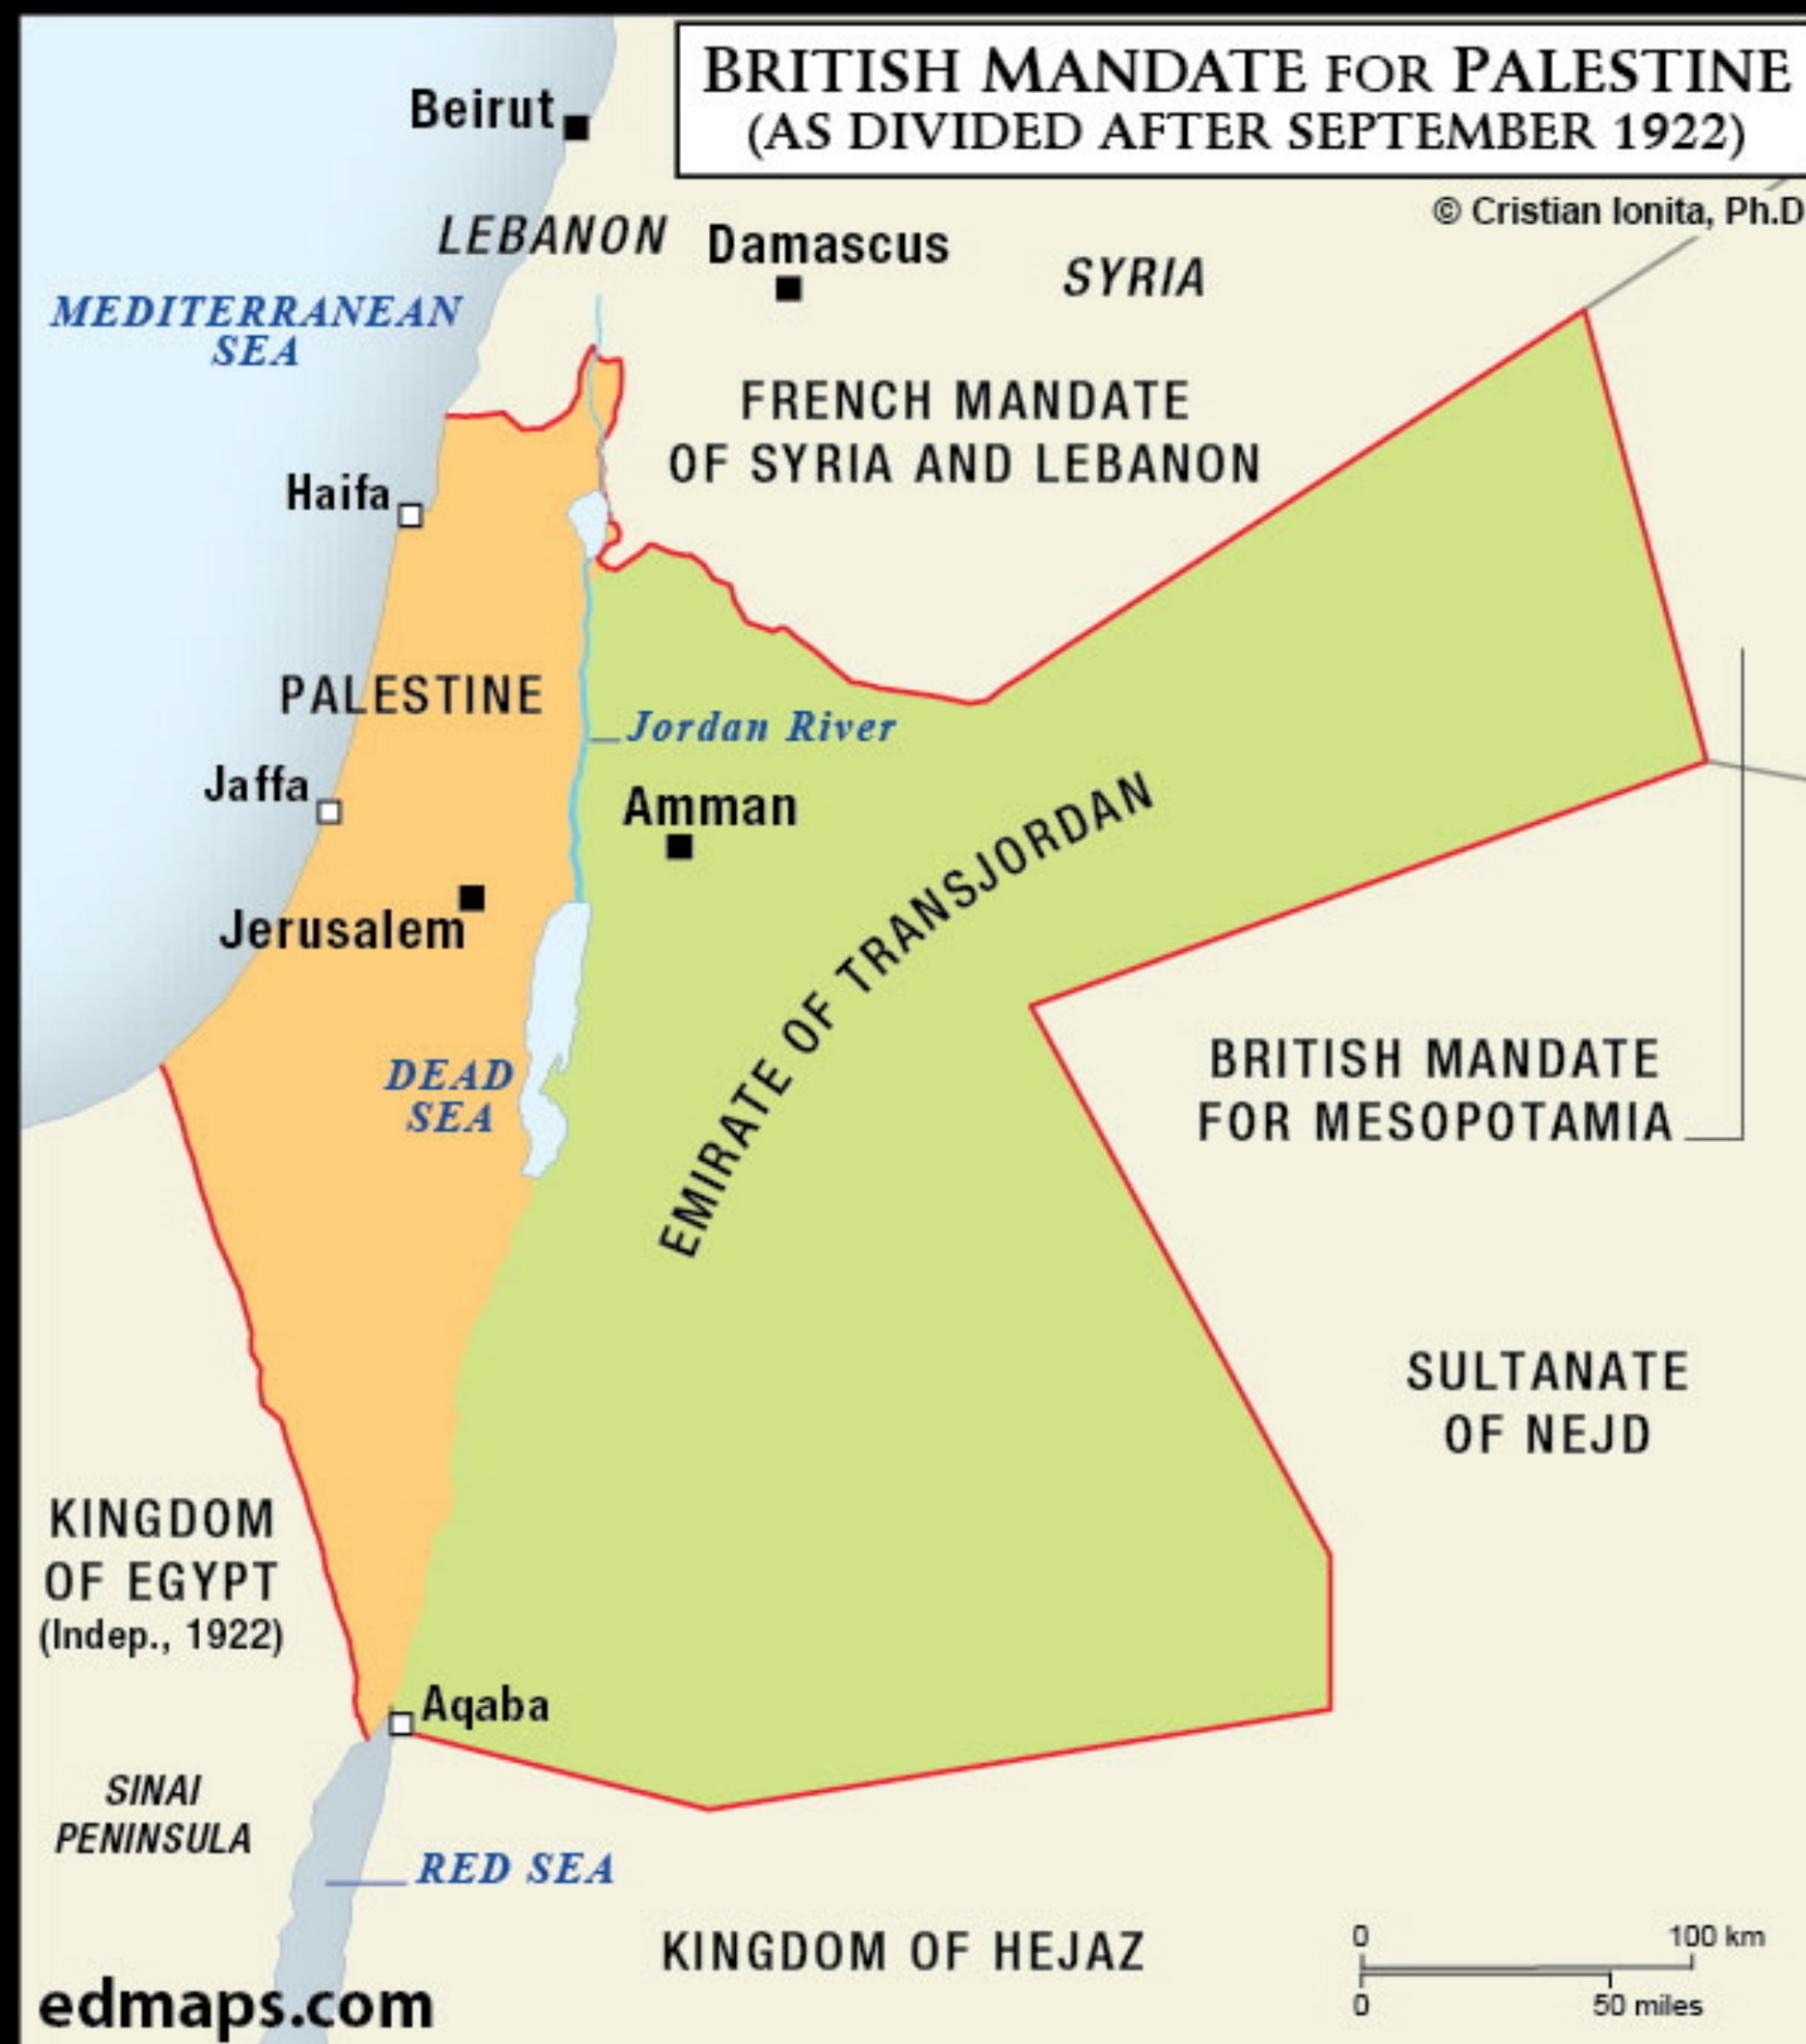 BRITISH MANDATE FOR PALESTINE
(AS DIVIDED AFTER SEPTEMBER 1922)
© Cristian Ionita, Ph.D
Beirut
LEBANON
Damascus
SYRIA
MEDITERRANEAN
SEA
FRENCH MANDATE
OF SYRIA AND LEBANON
Haifa
PALESTINE
Jordan River
Jaffa
Amman
Jerusalem
EMIRATE OF TRANSJORDAN
DEAD
SEA
BRITISH MANDATE
FOR MESOPOTAMIA
SULTANATE
OF NEJD
KINGDOM
OF EGYPT
(Indep., 1922)
Aqaba
SINAI
PENINSULA
RED SEA
KINGDOM OF HEJAZ
0 100 km
0 50 miles
edmaps.com